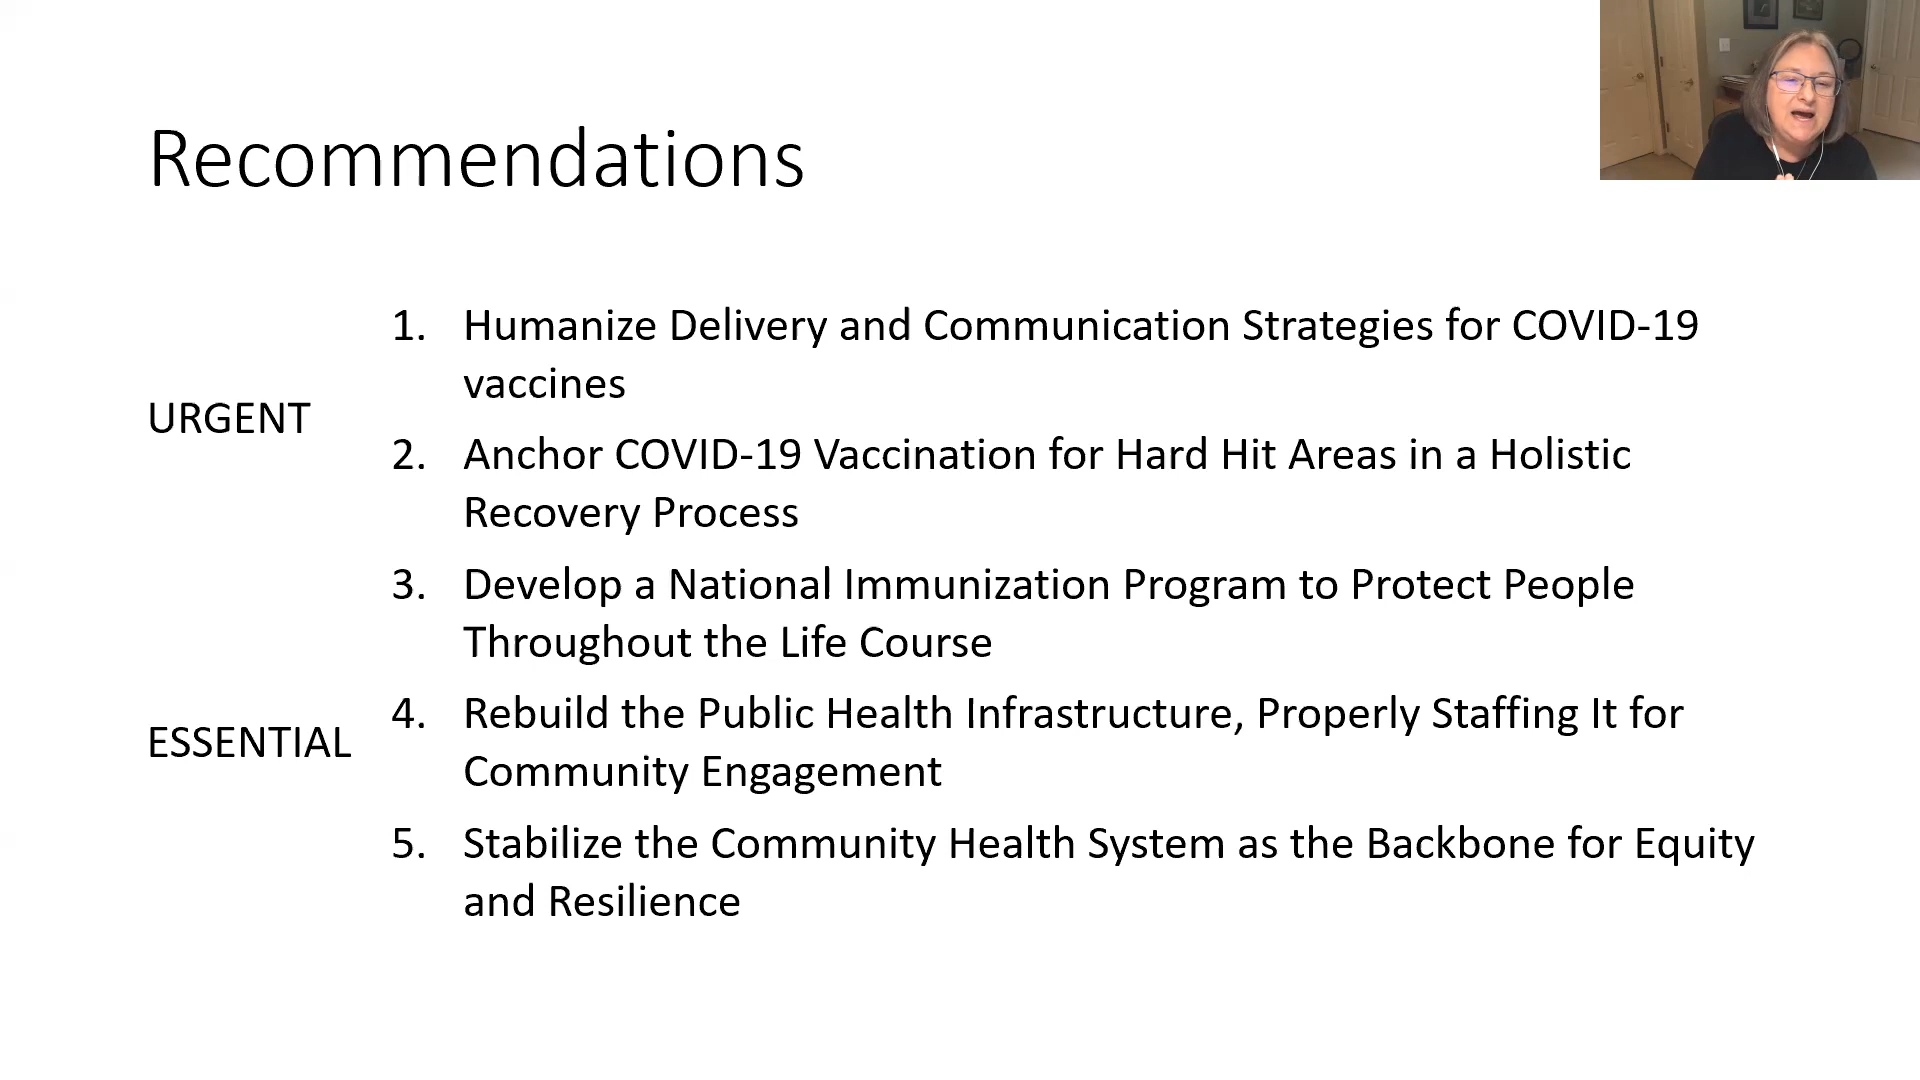 Recommendations
URGENT
1. Humanize Delivery and Communication Strategies for COVID-19
vaccines
2. Anchor COVID-19 Vaccination for Hard Hit Areas in a Holistic
Recovery Process
ESSENTIAL
3. Develop a National Immunization Program to Protect People
Throughout the Life Course
4. Rebuild the Public Health Infrastructure, Properly Staffing It for
Community Engagement
5. Stabilize the Community Health System as the Backbone for Equity
and Resilience